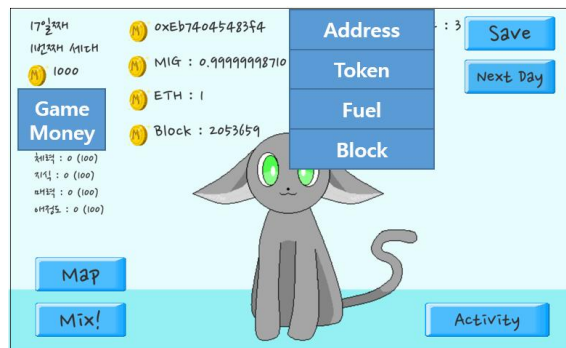 17일째
1번째 세대
1000
Game
Money
체력 : 0 (100)
지식 : 0 (100)
매력 : 0 (100)
애정도 : 0 (100)
0xEb74045483f4
MIG : 0.99999998710
ETH : 1
Block : 2053659
Address
Token
Fuel
Block
: 3
Save
Next Day
Map
Mix!
Activity